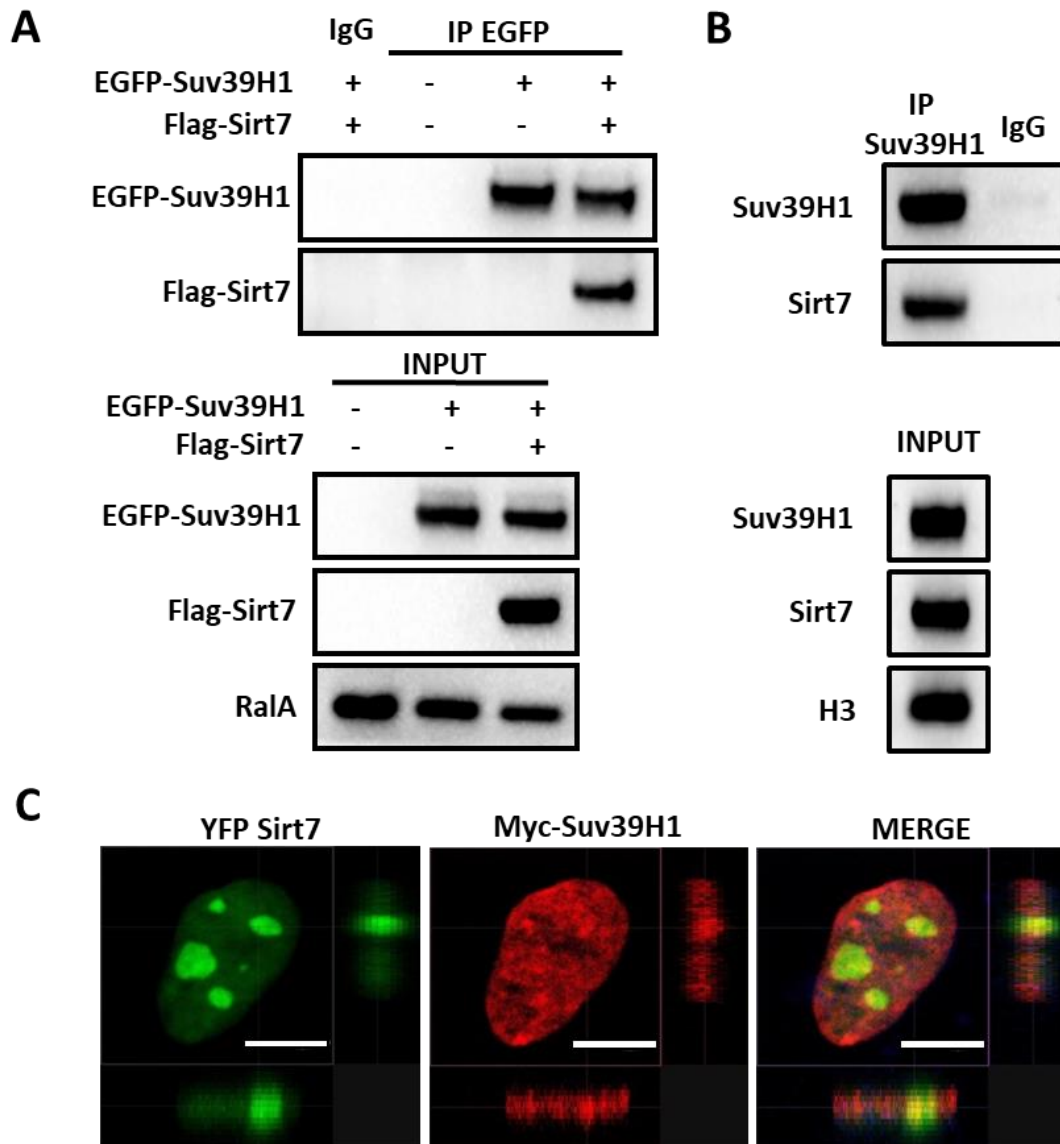 A
IgG IP EGFP
EGFP-Suv39H1 + - + +
Flag-Sirt7 + - - +
EGFP-Suv39H1
Flag-Sirt7
INPUT
EGFP-Suv39H1 - + +
Flag-Sirt7 - - +
EGFP-Suv39H1
Flag-Sirt7
RalA
B
IP
Suv39H1 IgG
Suv39H1
Sirt7
INPUT
Suv39H1
Sirt7
H3
C
YFP Sirt7 Myc-Suv39H1 MERGE